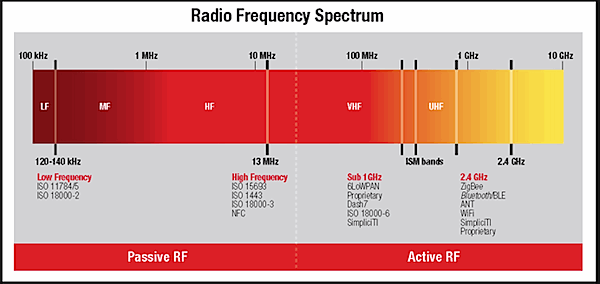 Radio Frequency Spectrum
100 kHz 1 MHz 10 MHz 100 MHz 1 GHz 10 GHz
LF MF HF VHF UHF
120-140 kHz 13 MHz ISM bands 2.4 GHz
Low Frequency
ISO 11784/5
ISO 18000-2
High Frequency
ISO 15693
ISO 1443
ISO 18000-3
NFC
Sub 1GHz
6LoWPAN
Proprietary
Dash7
ISO 18000-6
SimpliciTI
2.4 GHz
ZigBee
Bluetooth/BLE
ANT
WiFi
SimpliciTI
Proprietary
Passive RF Active RF